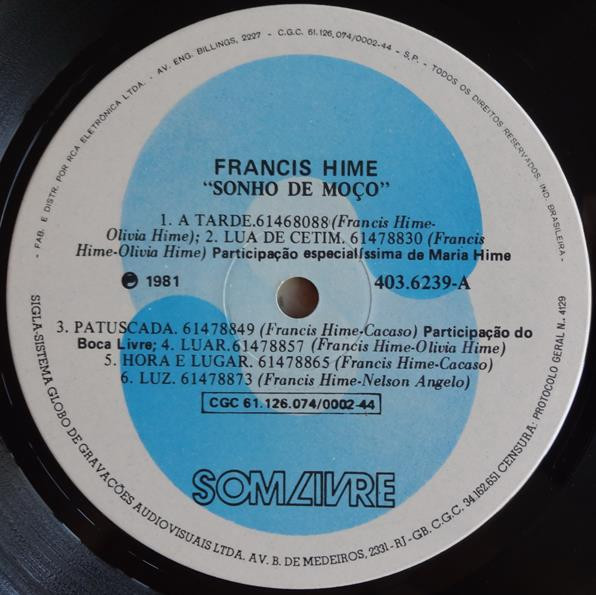 - FAB. E DISTR. POR RCA ELETRÔNICA LTDA. - AV. ENG. BILLINGS, 2227 - C.G.C. 61.126.074/0002-44 - S.P. - TODOS OS DIREITOS RESERVADOS. IND. BRASILEIRA -
FRANCIS HIME
"SONHO DE MOÇO"
1. A TARDE.61468088 (Francis Hime-
Olivia Hime); 2. LUA DE CETIM. 61478830 (Francis
Hime-Olivia Hime) Participação especialíssima de Maria Hime
P 1981
403.6239-A
3. PATUSCADA. 61478849 (Francis Hime-Cacaso) Participação do
Boca Livre; 4. LUAR. 61478857 (Francis Hime-Olivia Hime)
5. HORA E LUGAR. 61478865 (Francis Hime-Cacaso)
6. LUZ. 61478873 (Francis Hime-Nelson Angelo)
CGC 61.126.074/0002-44
SOM LIVRE
SIGLA-SISTEMA GLOBO DE GRAVAÇÕES AUDIOVISUAIS LTDA. AV. B. DE MEDEIROS, 2331-RJ-GB. C.G.C. 34.162.651 CENSURA: PROTOCOLO GERAL N.. 4129